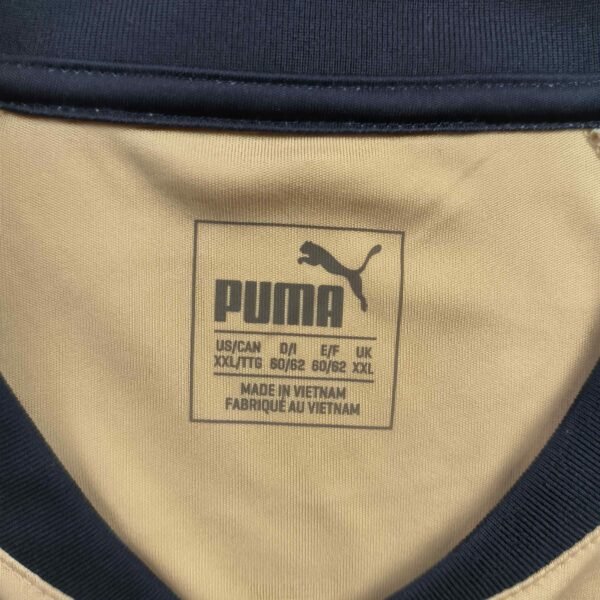 PUMA
US/CAN D/I E/F UK
XXL/TTG 60/62 60/62 XXL
MADE IN VIETNAM
FABRIQUÉ AU VIETNAM